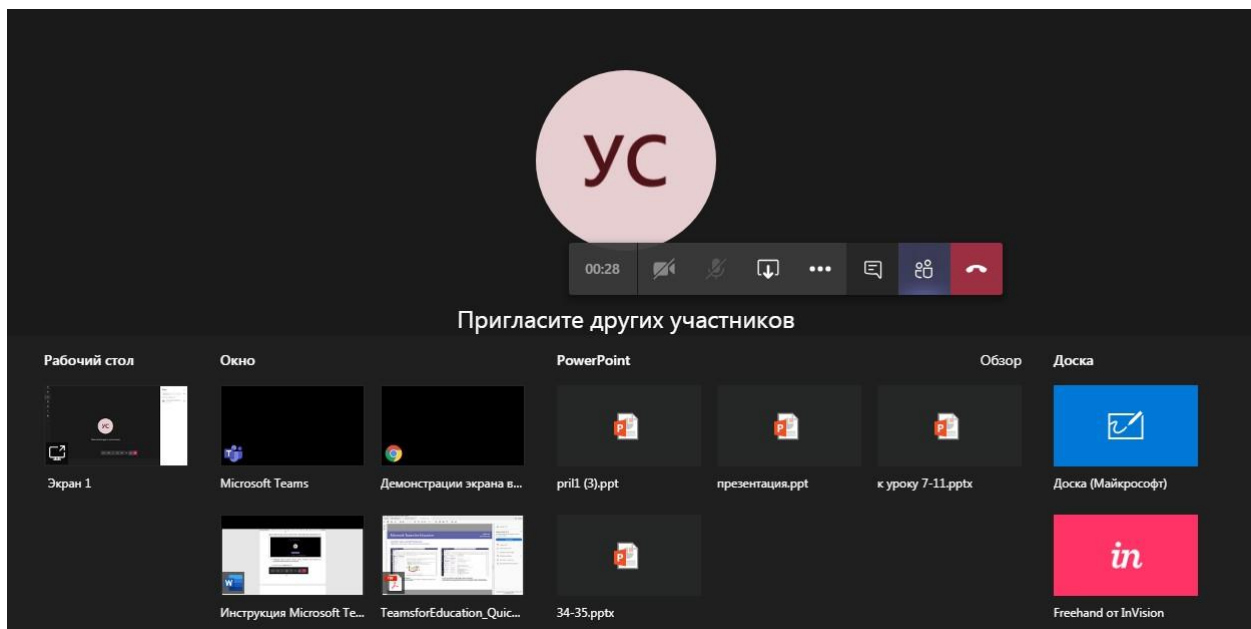 УС
00:28
Пригласите других участников
Рабочий стол
Окно
PowerPoint
Обзор
Доска
УС
Экран 1
Microsoft Teams
Демонстрации экрана в...
pril1 (3).ppt
презентация.ppt
к уроку 7-11.pptx
Доска (Майкрософт)
in
Инструкция Microsoft Te...
TeamsforEducation_Quic...
34-35.pptx
Freehand от InVision